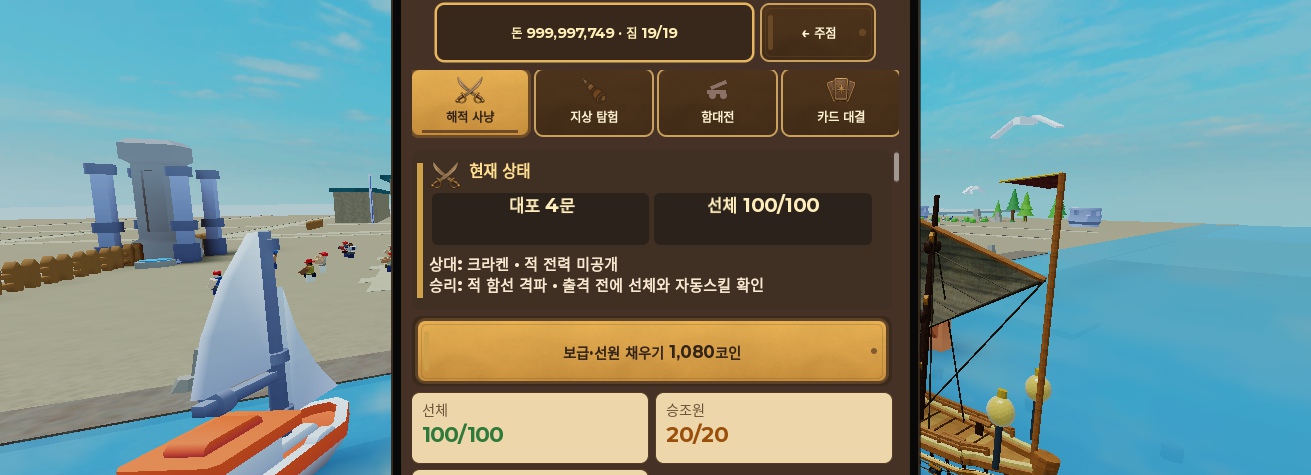 돈 999,997,749 · 짐 19/19
← 주점
해적 사냥
지상 탐험
함대전
카드 대결
현재 상태
대포 4문
선체 100/100
상대: 크라켄 • 적 전력 미공개
승리: 적 함선 격파 • 출격 전에 선체와 자동스킬 확인
보급·선원 채우기 1,080코인
선체
100/100
승조원
20/20